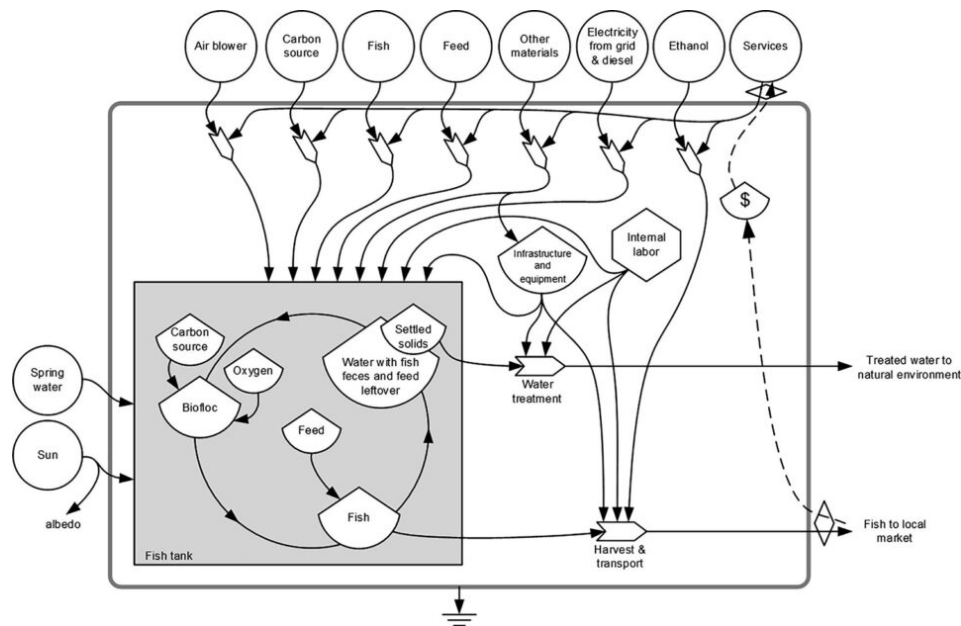 Air blower
Carbon
source
Fish
Feed
Other
materials
Electricity
from grid
& diesel
Ethanol
Services
$
Infrastructure
and
equipment
Internal
labor
Carbon
source
Settled
solids
Water with fish
feces and feed
leftover
Oxygen
Biofloc
Spring
water
Water
treatment
Treated water to
natural environment
Feed
Sun
Fish
albedo
Fish tank
Harvest &
transport
Fish to local
market